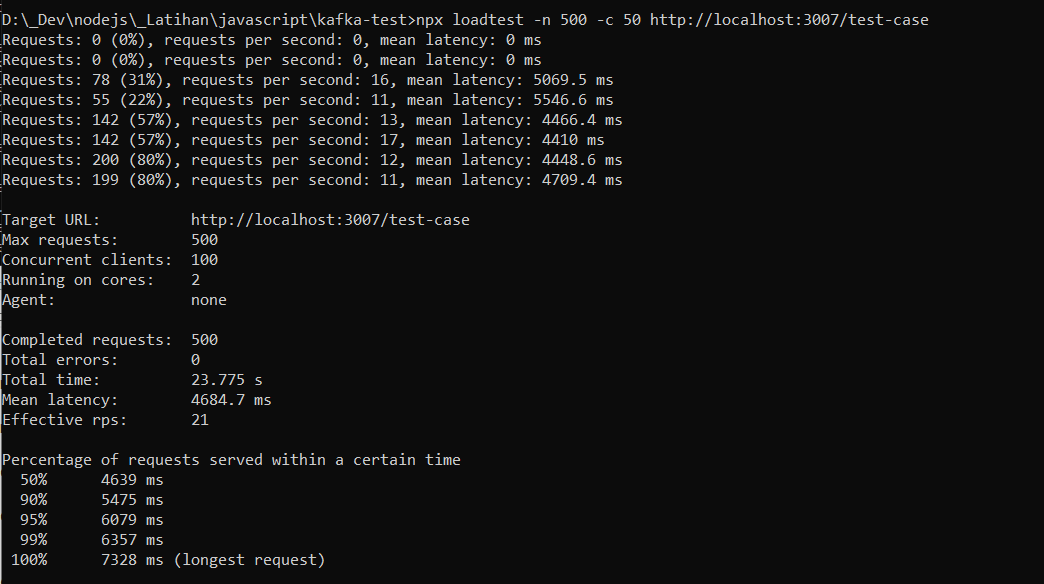 D:\_Dev\nodejs\_Latihan\javascript\kafka-test>npx loadtest -n 500 -c 50 http://localhost:3007/test-case
Requests: 0 (0%), requests per second: 0, mean latency: 0 ms
Requests: 0 (0%), requests per second: 0, mean latency: 0 ms
Requests: 78 (31%), requests per second: 16, mean latency: 5069.5 ms
Requests: 55 (22%), requests per second: 11, mean latency: 5546.6 ms
Requests: 142 (57%), requests per second: 13, mean latency: 4466.4 ms
Requests: 142 (57%), requests per second: 17, mean latency: 4410 ms
Requests: 200 (80%), requests per second: 12, mean latency: 4448.6 ms
Requests: 199 (80%), requests per second: 11, mean latency: 4709.4 ms
Target URL: http://localhost:3007/test-case
Max requests: 500
Concurrent clients: 100
Running on cores: 2
Agent: none
Completed requests: 500
Total errors: 0
Total time: 23.775 s
Mean latency: 4684.7 ms
Effective rps: 21
Percentage of requests served within a certain time
50% 4639 ms
90% 5475 ms
95% 6079 ms
99% 6357 ms
100% 7328 ms (longest request)